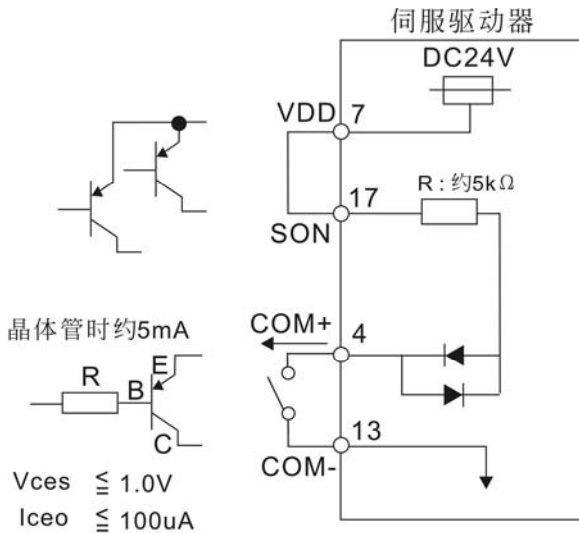 伺服驱动器
DC24V
VDD 7
R：约5kΩ
17
SON
晶体管时约5mA
COM+ 4
E
R B
C
13
COM-
Vces ≦ 1.0V
Iceo ≦ 100uA